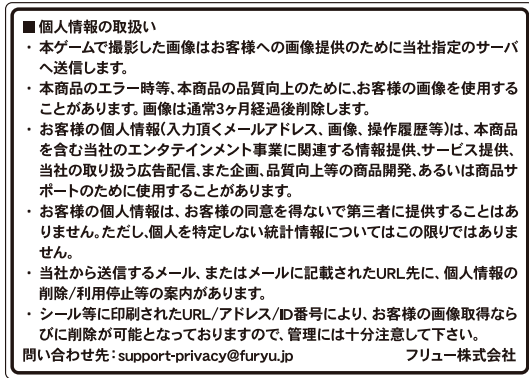 ■個人情報の取扱い
・本ゲームで撮影した画像はお客様への画像提供のために当社指定のサーバ
へ送信します。
・本商品のエラー時等、本商品の品質向上のために、お客様の画像を使用する
ことがあります。画像は通常3ヶ月経過後削除します。
・お客様の個人情報(入力頂くメールアドレス、画像、操作履歴等)は、本商品
を含む当社のエンタテインメント事業に関連する情報提供、サービス提供、
当社の取り扱う広告配信、また企画、品質向上等の商品開発、あるいは商品サ
ポートのために使用することがあります。
・お客様の個人情報は、お客様の同意を得ないで第三者に提供することはあ
りません。ただし、個人を特定しない統計情報についてはこの限りではありま
せん。
・当社から送信するメール、またはメールに記載されたURL先に、個人情報の
削除/利用停止等の案内があります。
・シール等に印刷されたURL/アドレス/ID番号により、お客様の画像取得なら
びに削除が可能となっておりますので、管理には十分注意して下さい。
問い合わせ先:support-privacy@furyu.jp フリュー株式会社